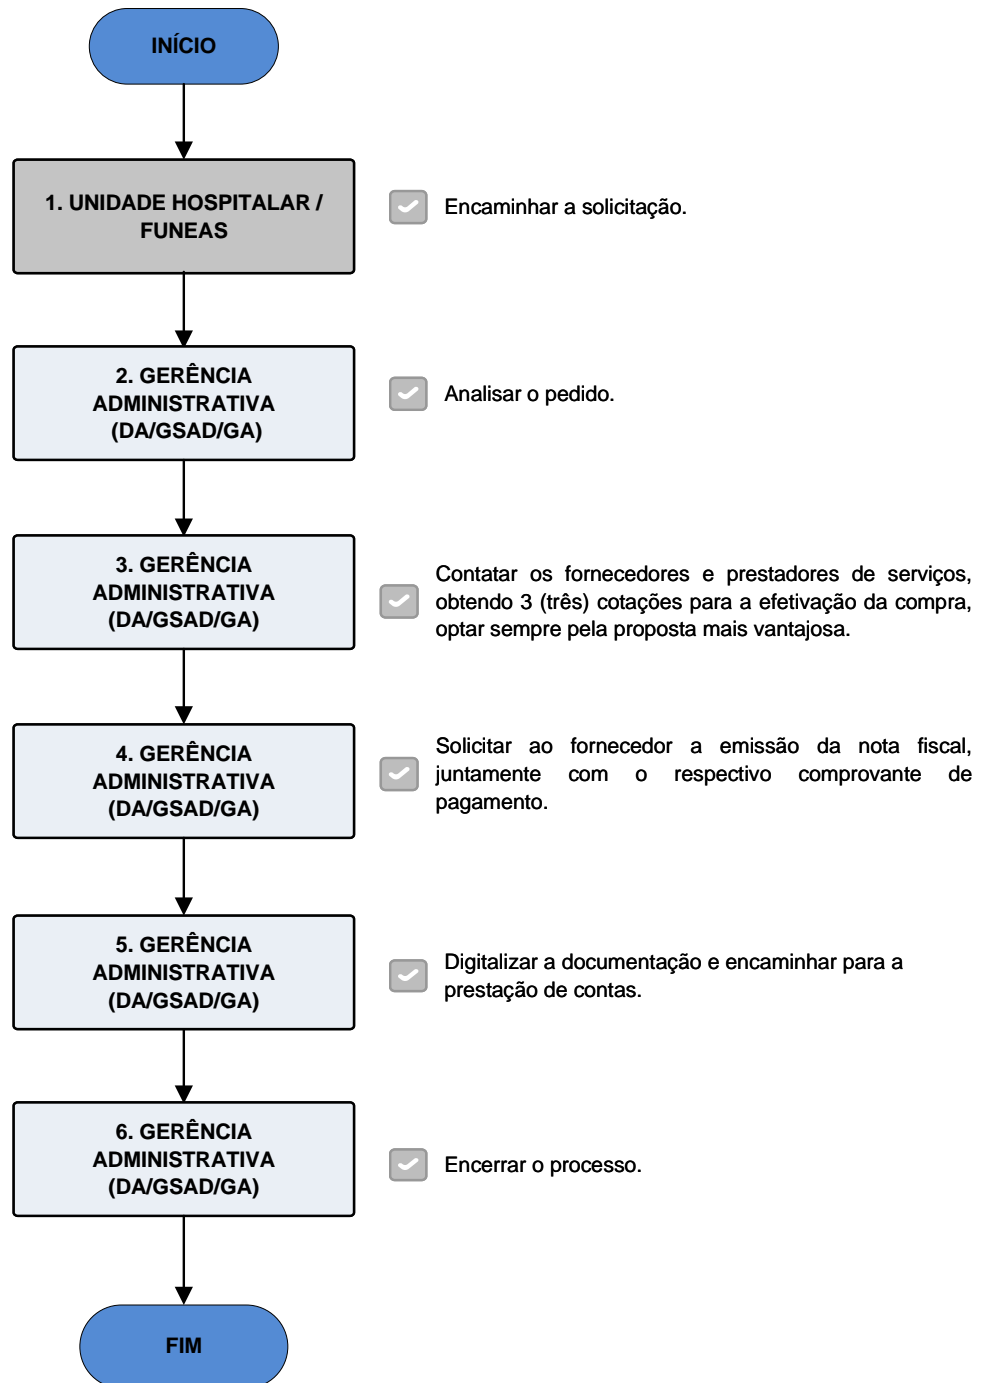 INÍCIO
1. UNIDADE HOSPITALAR /
FUNEAS
Encaminhar a solicitação.
2. GERÊNCIA
ADMINISTRATIVA
(DA/GSAD/GA)
Analisar o pedido.
3. GERÊNCIA
ADMINISTRATIVA
(DA/GSAD/GA)
Contatar os fornecedores e prestadores de serviços,
obtendo 3 (três) cotações para a efetivação da compra,
optar sempre pela proposta mais vantajosa.
4. GERÊNCIA
ADMINISTRATIVA
(DA/GSAD/GA)
Solicitar ao fornecedor a emissão da nota fiscal,
juntamente com o respectivo comprovante de
pagamento.
5. GERÊNCIA
ADMINISTRATIVA
(DA/GSAD/GA)
Digitalizar a documentação e encaminhar para a
prestação de contas.
6. GERÊNCIA
ADMINISTRATIVA
(DA/GSAD/GA)
Encerrar o processo.
FIM